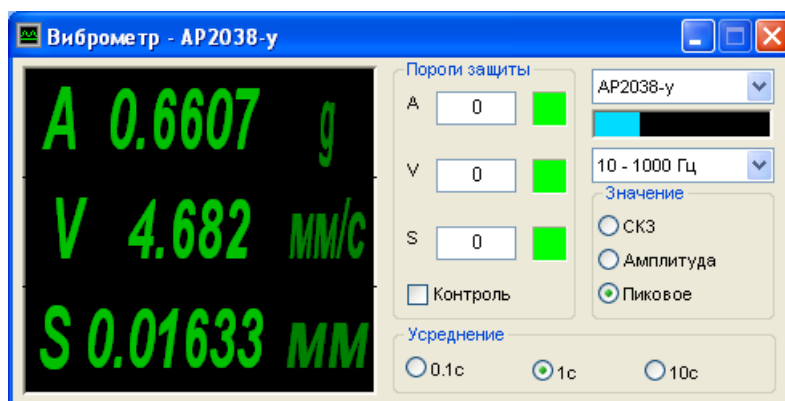 Виброметр - AP2038-y
A 0.6607 g
V 4.682 мм/с
S 0.01633 мм
Пороги защиты
A 0
V 0
S 0
Контроль
AP2038-y
10 - 1000 Гц
Значение
СКЗ
Амплитуда
Пиковое
Усреднение
0.1с 1с 10с